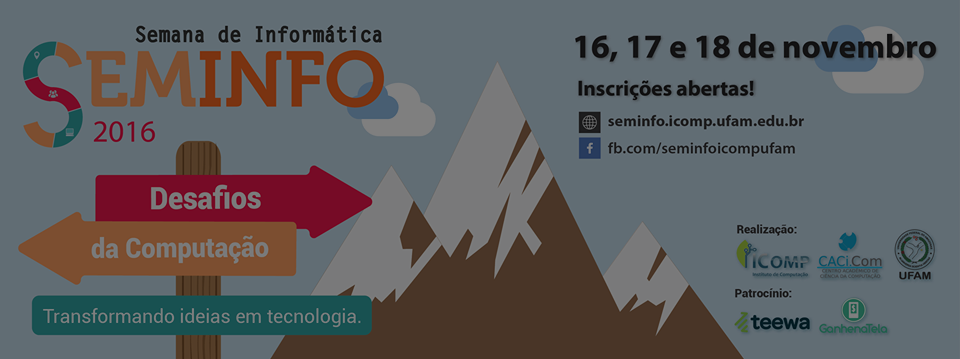 Semana de Informática
SEMINFO
2016
Desafios
da Computação
Transformando ideias em tecnologia.
16, 17 e 18 de novembro
Inscrições abertas!
seminfo.icomp.ufam.edu.br
fb.com/seminfoicompufam
Realização:
iCOMP
Instituto de Computação
CACi.Com
CENTRO ACADÊMICO DE
CIÊNCIA DA COMPUTAÇÃO
UFAM
Patrocínio:
teewa
GanhenaTela